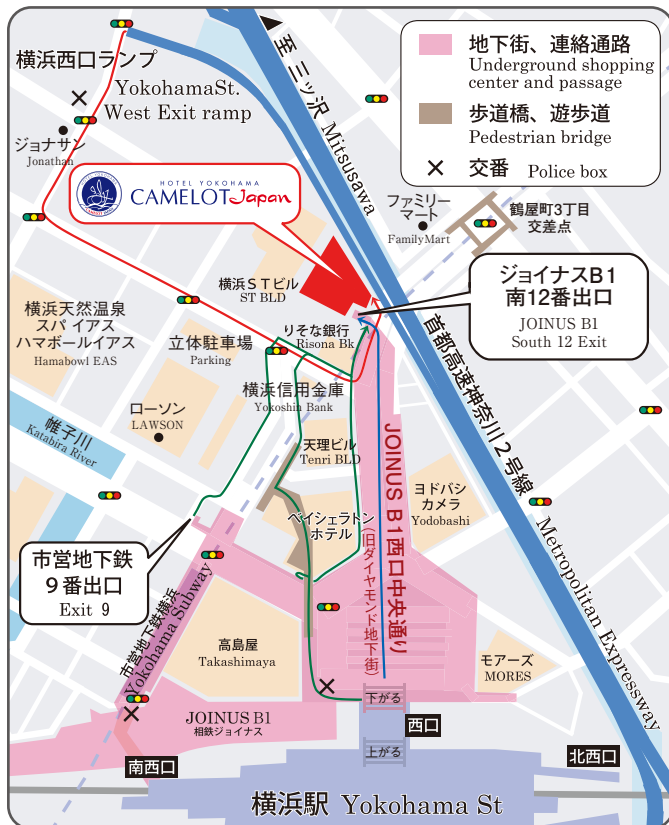 至 三ッ沢 Mitsusawa
横浜西口ランプ
YokohamaSt.
West Exit ramp
ジョナサン
Jonathan
地下街、連絡通路
Underground shopping
center and passage
歩道橋、遊歩道
Pedestrian bridge
交番 Police box
HOTEL YOKOHAMA
CAMELOT Japan
ファミリー
マート
FamilyMart
鶴屋町3丁目
交差点
横浜STビル
ST BLD
ジョイナスB1
南12番出口
JOINUS B1
South 12 Exit
横浜天然温泉
スパ イアス
ハマボールイアス
Hamabowl EAS
立体駐車場
Parking
りそな銀行
Risona Bk
首都高速神奈川2号線 Metropolitan Expressway
横浜信用金庫
Yokoshin Bank
ローソン
LAWSON
帷子川
Katabira River
天理ビル
Tenri BLD
JOINUS B1西口中央通り
(旧ダイヤモンド地下街)
ヨドバシ
カメラ
Yodobashi
ベイシェラトン
ホテル
市営地下鉄
9番出口
Exit 9
市営地下鉄横浜
Yokohama Subway
高島屋
Takashimaya
モアーズ
MORES
JOINUS B1
相鉄ジョイナス
下がる
西口
上がる
南西口
北西口
横浜駅 Yokohama St